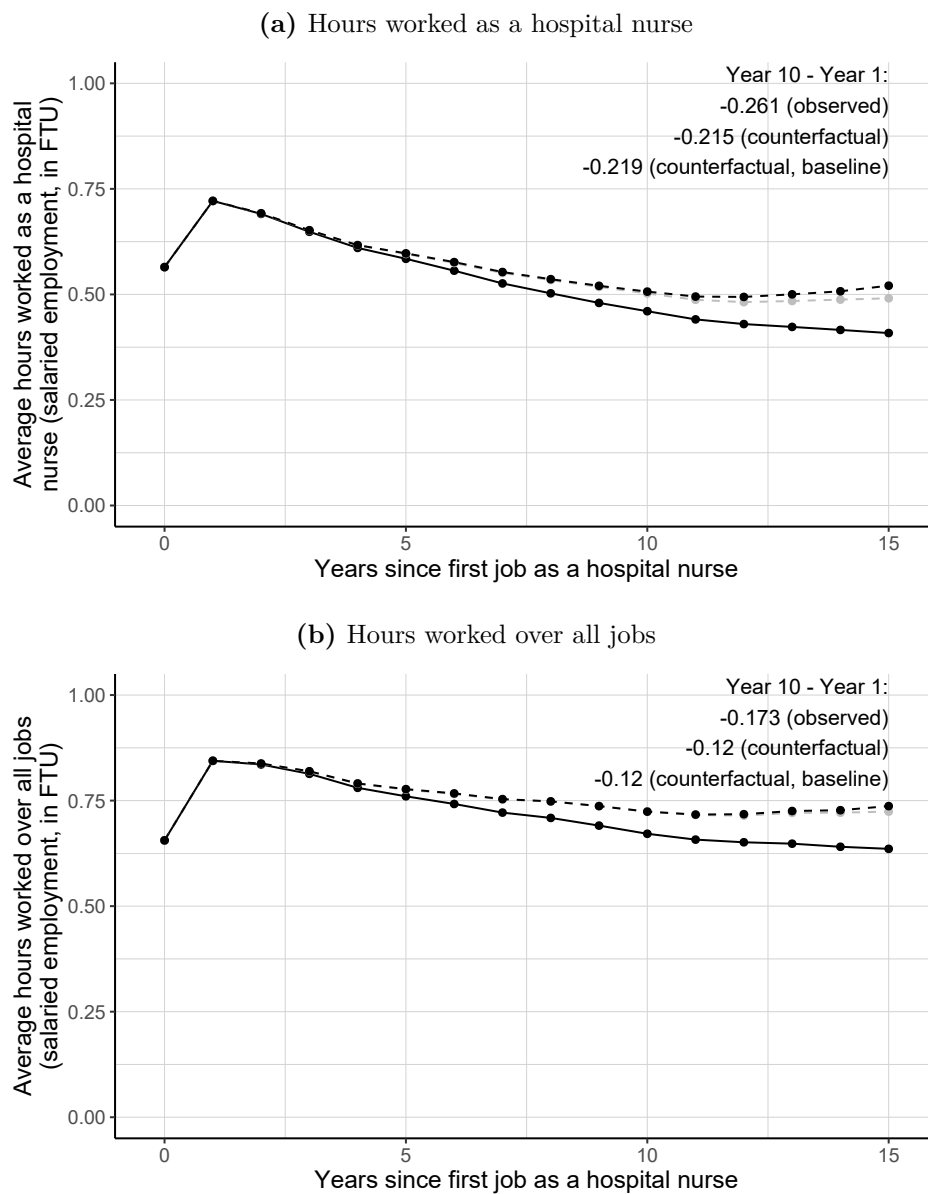 (a) Hours worked as a hospital nurse
Year 10 - Year 1:
-0.261 (observed)
-0.215 (counterfactual)
-0.219 (counterfactual, baseline)
Average hours worked as a hospital
nurse (salaried employment, in FTU)
1.00
0.75
0.50
0.25
0.00
0 5 10 15
Years since first job as a hospital nurse
(b) Hours worked over all jobs
Year 10 - Year 1:
-0.173 (observed)
-0.12 (counterfactual)
-0.12 (counterfactual, baseline)
Average hours worked over all jobs
(salaried employment, in FTU)
1.00
0.75
0.50
0.25
0.00
0 5 10 15
Years since first job as a hospital nurse